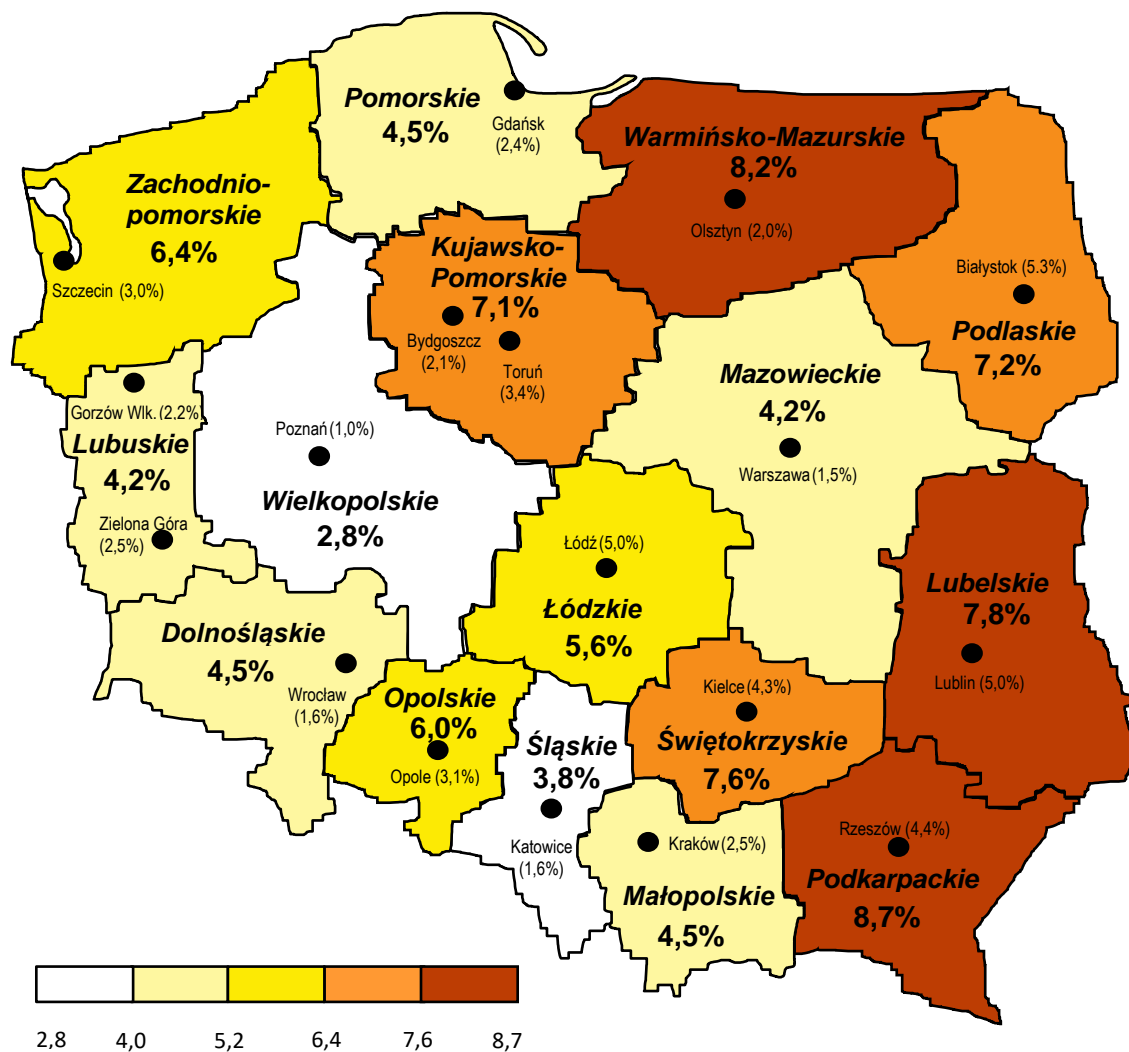 Pomorskie
4,5%
Gdańsk
(2,4%)
Warmińsko-Mazurskie
8,2%
Olsztyn (2,0%)
Zachodnio-
pomorskie
6,4%
Szczecin (3,0%)
Kujawsko-
Pomorskie
7,1%
Bydgoszcz
(2,1%)
Toruń
(3,4%)
Białystok (5.3%)
Podlaskie
7,2%
Mazowieckie
4,2%
Warszawa (1,5%)
Gorzów Wlk. (2,2%
Lubuskie
4,2%
Zielona Góra
(2,5%)
Poznań (1,0%)
Wielkopolskie
2,8%
Łódź (5,0%)
Łódzkie
5,6%
Lubelskie
7,8%
Lublin (5,0%)
Dolnośląskie
4,5%
Wrocław
(1,6%)
Opolskie
6,0%
Opole (3,1%)
Śląskie
3,8%
Katowice
(1,6%)
Kielce (4,3%)
Świętokrzyskie
7,6%
Kraków (2,5%)
Małopolskie
4,5%
Rzeszów (4,4%)
Podkarpackie
8,7%
2,8 4,0 5,2 6,4 7,6 8,7